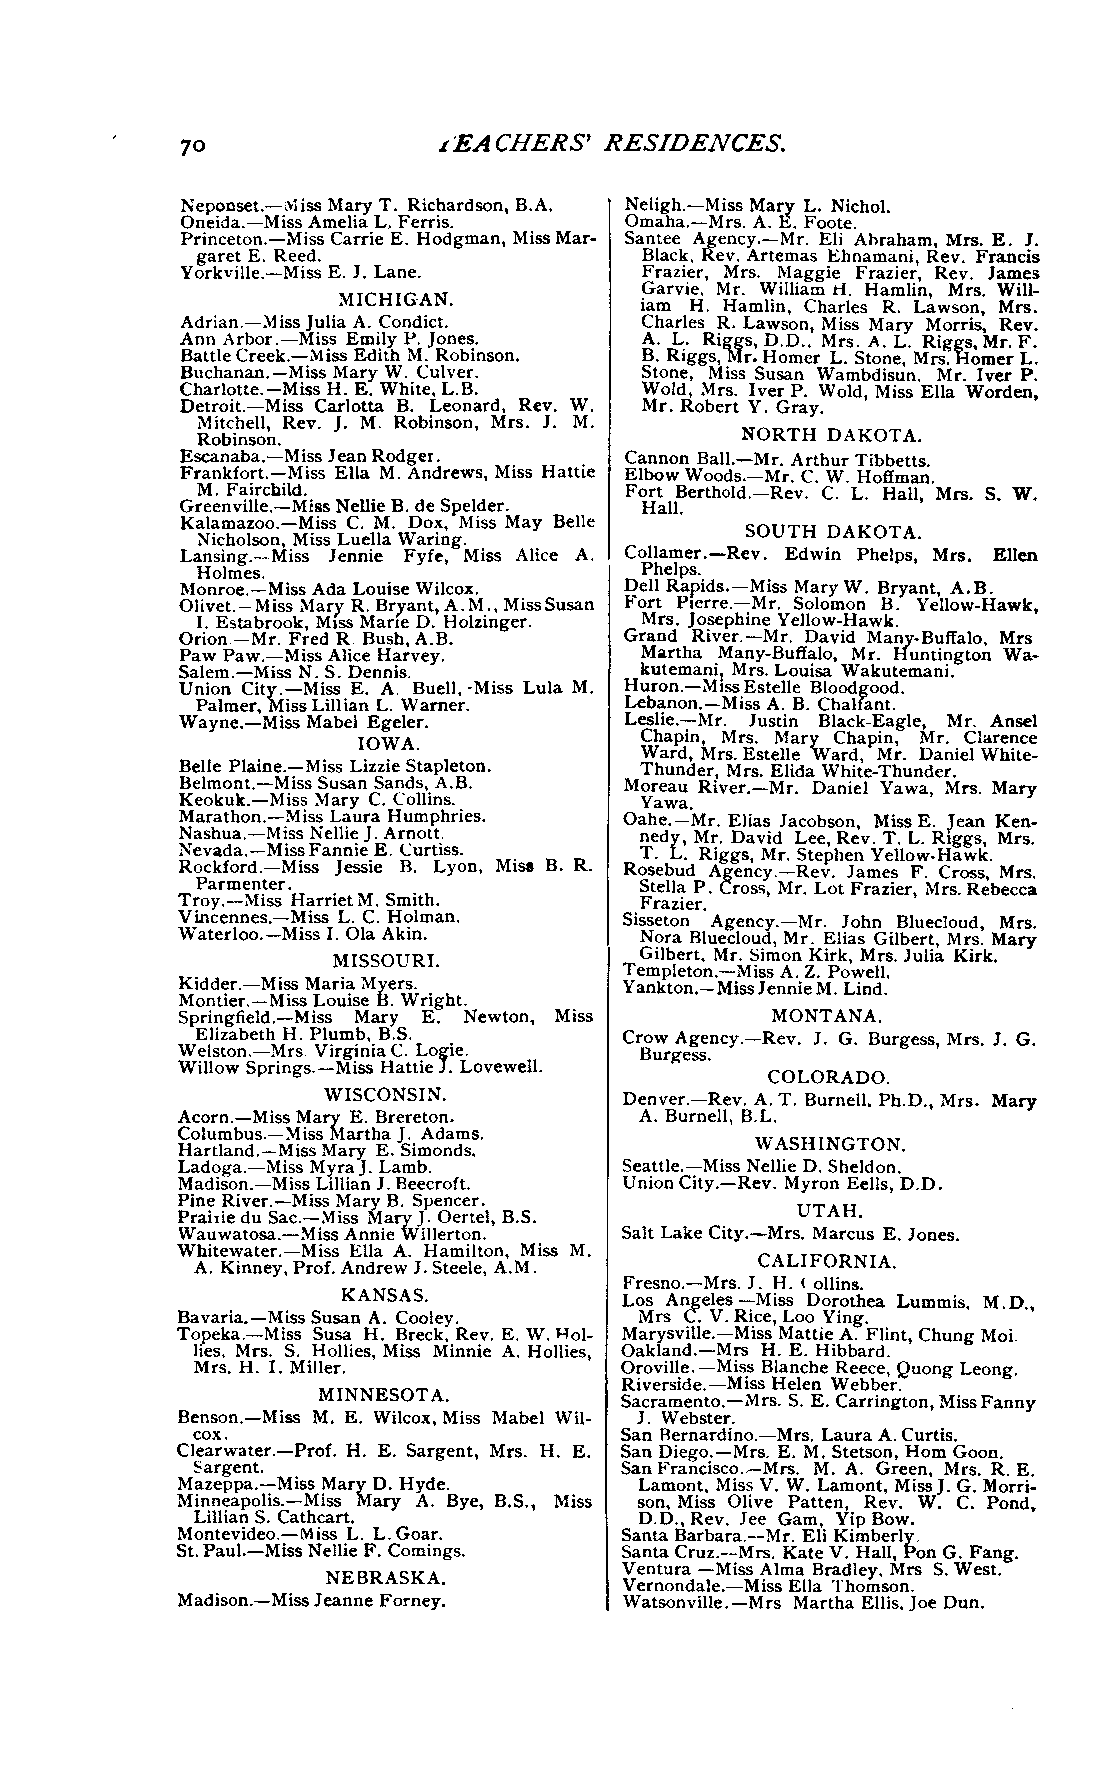 70 TEACHERS' RESIDENCES.
Neponset.—Miss Mary T. Richardson, B.A.
Oneida.—Miss Amelia L. Ferris.
Princeton.—Miss Carrie E. Hodgman, Miss Mar-
garet E. Reed.
Yorkville.—Miss E. J. Lane.
MICHIGAN.
Adrian.—Miss Julia A. Condict.
Ann Arbor.—Miss Emily P. Jones.
Battle Creek.—Miss Edith M. Robinson.
Buchanan.—Miss Mary W. Culver.
Charlotte.—Miss H. E. White, L.B.
Detroit.—Miss Carlotta B. Leonard, Rev. W.
Mitchell, Rev. J. M. Robinson, Mrs. J. M.
Robinson.
Escanaba.—Miss Jean Rodger.
Frankfort.—Miss Ella M. Andrews, Miss Hattie
M. Fairchild.
Greenville.—Miss Nellie B. de Spelder.
Kalamazoo.—Miss C. M. Dox, Miss May Belle
Nicholson, Miss Luella Waring.
Lansing.—Miss Jennie Fyfe, Miss Alice A.
Holmes.
Monroe.—Miss Ada Louise Wilcox.
Olivet.—Miss Mary R. Bryant, A.M., Miss Susan
I. Estabrook, Miss Marie D. Holzinger.
Orion.—Mr. Fred R. Bush, A.B.
Paw Paw.—Miss Alice Harvey.
Salem.—Miss N. S. Dennis.
Union City.—Miss E. A. Buell, Miss Lula M.
Palmer, Miss Lillian L. Warner.
Wayne.—Miss Mabel Egeler.
IOWA.
Belle Plaine.—Miss Lizzie Stapleton.
Belmont.—Miss Susan Sands, A.B.
Keokuk.—Miss Mary C. Collins.
Marathon.—Miss Laura Humphries.
Nashua.—Miss Nellie J. Arnott.
Nevada.—Miss Fannie E. Curtiss.
Rockford.—Miss Jessie B. Lyon, Miss B. R.
Parmenter.
Troy.—Miss Harriet M. Smith.
Vincennes.—Miss L. C. Holman.
Waterloo.—Miss I. Ola Akin.
MISSOURI.
Kidder.—Miss Maria Myers.
Montier.—Miss Louise B. Wright.
Springfield.—Miss Mary E. Newton, Miss
Elizabeth H. Plumb, B.S.
Welston.—Mrs. Virginia C. Logie.
Willow Springs.—Miss Hattie J. Lovewell.
WISCONSIN.
Acorn.—Miss Mary E. Brereton.
Columbus.—Miss Martha J. Adams.
Hartland.—Miss Mary E. Simonds.
Ladoga.—Miss Myra J. Lamb.
Madison.—Miss Lillian J. Beecroft.
Pine River.—Miss Mary B. Spencer.
Prairie du Sac.—Miss Mary J. Oertel, B.S.
Wauwatosa.—Miss Annie Willerton.
Whitewater.—Miss Ella A. Hamilton, Miss M.
A. Kinney, Prof. Andrew J. Steele, A.M.
KANSAS.
Bavaria.—Miss Susan A. Cooley.
Topeka.—Miss Susa H. Breck, Rev. E. W. Hol-
lies, Mrs. S. Hollies, Miss Minnie A. Hollies,
Mrs. H. I. Miller.
MINNESOTA.
Benson.—Miss M. E. Wilcox, Miss Mabel Wil-
cox.
Clearwater.—Prof. H. E. Sargent, Mrs. H. E.
Sargent.
Mazeppa.—Miss Mary D. Hyde.
Minneapolis.—Miss Mary A. Bye, B.S., Miss
Lillian S. Cathcart.
Montevideo.—Miss L. L. Goar.
St. Paul.—Miss Nellie F. Comings.
NEBRASKA.
Madison.—Miss Jeanne Forney.
Neligh.—Miss Mary L. Nichol.
Omaha.—Mrs. A. E. Foote.
Santee Agency.—Mr. Eli Abraham, Mrs. E. J.
Black, Rev. Artemas Ehnamani, Rev. Francis
Frazier, Mrs. Maggie Frazier, Rev. James
Garvie, Mr. William H. Hamlin, Mrs. Will-
iam H. Hamlin, Charles R. Lawson, Mrs.
Charles R. Lawson, Miss Mary Morris, Rev.
A. L. Riggs, D.D., Mrs. A. L. Riggs, Mr. F.
B. Riggs, Mr. Homer L. Stone, Mrs. Homer L.
Stone, Miss Susan Wambdisun, Mr. Iver P.
Wold, Mrs. Iver P. Wold, Miss Ella Worden,
Mr. Robert Y. Gray.
NORTH DAKOTA.
Cannon Ball.—Mr. Arthur Tibbetts.
Elbow Woods.—Mr. C. W. Hoffman.
Fort Berthold.—Rev. C. L. Hall, Mrs. S. W.
Hall.
SOUTH DAKOTA.
Collamer.—Rev. Edwin Phelps, Mrs. Ellen
Phelps.
Dell Rapids.—Miss Mary W. Bryant, A.B.
Fort Pierre.—Mr. Solomon B. Yellow-Hawk,
Mrs. Josephine Yellow-Hawk.
Grand River.—Mr. David Many-Buffalo, Mrs
Martha Many-Buffalo, Mr. Huntington Wa-
kutemani, Mrs. Louisa Wakutemani.
Huron.—Miss Estelle Bloodgood.
Lebanon.—Miss A. B. Chalfant.
Leslie.—Mr. Justin Black-Eagle, Mr. Ansel
Chapin, Mrs. Mary Chapin, Mr. Clarence
Ward, Mrs. Estelle Ward, Mr. Daniel White-
Thunder, Mrs. Elida White-Thunder.
Moreau River.—Mr. Daniel Yawa, Mrs. Mary
Yawa.
Oahe.—Mr. Elias Jacobson, Miss E. Jean Ken-
nedy, Mr. David Lee, Rev. T. L. Riggs, Mrs.
T. L. Riggs, Mr. Stephen Yellow-Hawk.
Rosebud Agency.—Rev. James F. Cross, Mrs.
Stella P. Cross, Mr. Lot Frazier, Mrs. Rebecca
Frazier.
Sisseton Agency.—Mr. John Bluecloud, Mrs.
Nora Bluecloud, Mr. Elias Gilbert, Mrs. Mary
Gilbert, Mr. Simon Kirk, Mrs. Julia Kirk.
Templeton.—Miss A. Z. Powell.
Yankton.—Miss Jennie M. Lind.
MONTANA.
Crow Agency.—Rev. J. G. Burgess, Mrs. J. G.
Burgess.
COLORADO.
Denver.—Rev. A. T. Burnell, Ph.D., Mrs. Mary
A. Burnell, B.L.
WASHINGTON.
Seattle.—Miss Nellie D. Sheldon.
Union City.—Rev. Myron Eells, D.D.
UTAH.
Salt Lake City.—Mrs. Marcus E. Jones.
CALIFORNIA.
Fresno.—Mrs. J. H. Collins.
Los Angeles—Miss Dorothea Lummis, M.D.,
Mrs C. V. Rice, Loo Ying.
Marysville.—Miss Mattie A. Flint, Chung Moi.
Oakland.—Mrs H. E. Hibbard.
Oroville.—Miss Blanche Reece, Quong Leong.
Riverside.—Miss Helen Webber.
Sacramento.—Mrs. S. E. Carrington, Miss Fanny
J. Webster.
San Bernardino.—Mrs. Laura A. Curtis.
San Diego.—Mrs. E. M. Stetson, Hom Goon.
San Francisco.—Mrs. M. A. Green, Mrs. R. E.
Lamont, Miss V. W. Lamont, Miss J. G. Morri-
son, Miss Olive Patten, Rev. W. C. Pond,
D.D., Rev. Jee Gam, Yip Bow.
Santa Barbara.—Mr. Eli Kimberly.
Santa Cruz.—Mrs. Kate V. Hall, Pon G. Fang.
Ventura—Miss Alma Bradley, Mrs S. West.
Vernondale.—Miss Ella Thomson.
Watsonville.—Mrs Martha Ellis, Joe Dun.